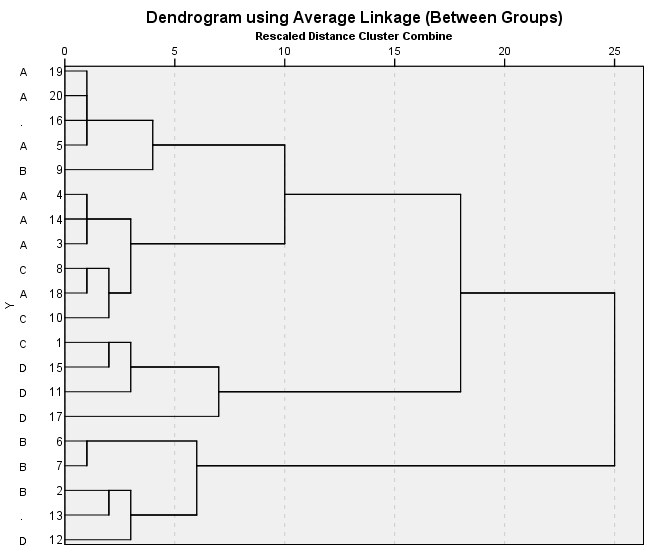 Dendrogram using Average Linkage (Between Groups)
Rescaled Distance Cluster Combine
0 5 10 15 20 25
A 19
A 20
. 16
A 5
B 9
A 4
A 14
A 3
C 8
A 18
Y
C 10
C 1
D 15
D 11
D 17
B 6
B 7
B 2
. 13
D 12